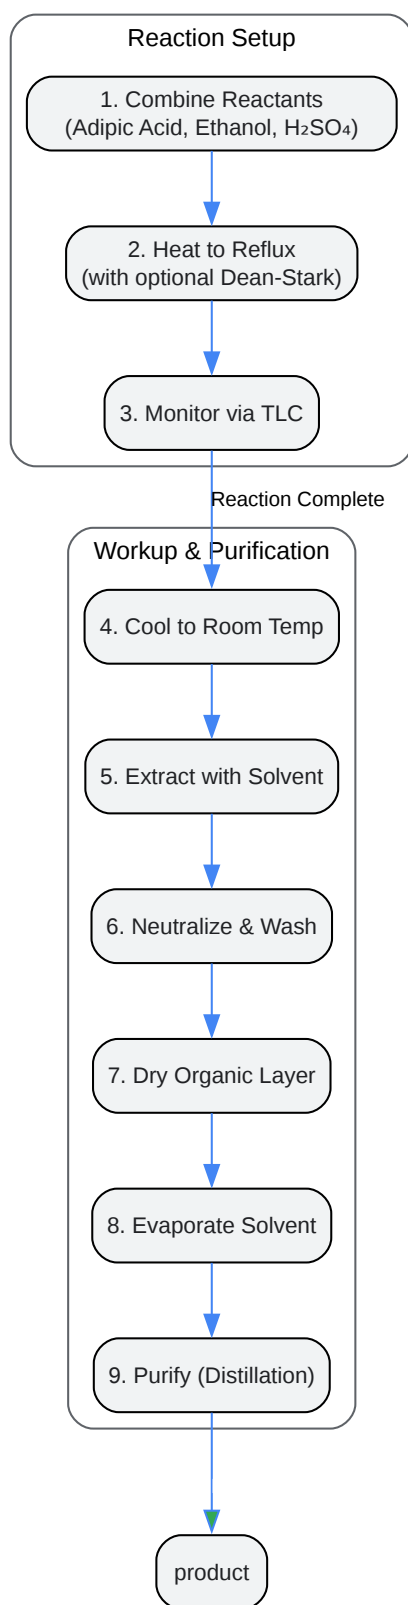 Reaction Setup
1. Combine Reactants
(Adipic Acid, Ethanol, H₂SO₄)
2. Heat to Reflux
(with optional Dean-Stark)
3. Monitor via TLC
Reaction Complete
Workup & Purification
4. Cool to Room Temp
5. Extract with Solvent
6. Neutralize & Wash
7. Dry Organic Layer
8. Evaporate Solvent
9. Purify (Distillation)
product